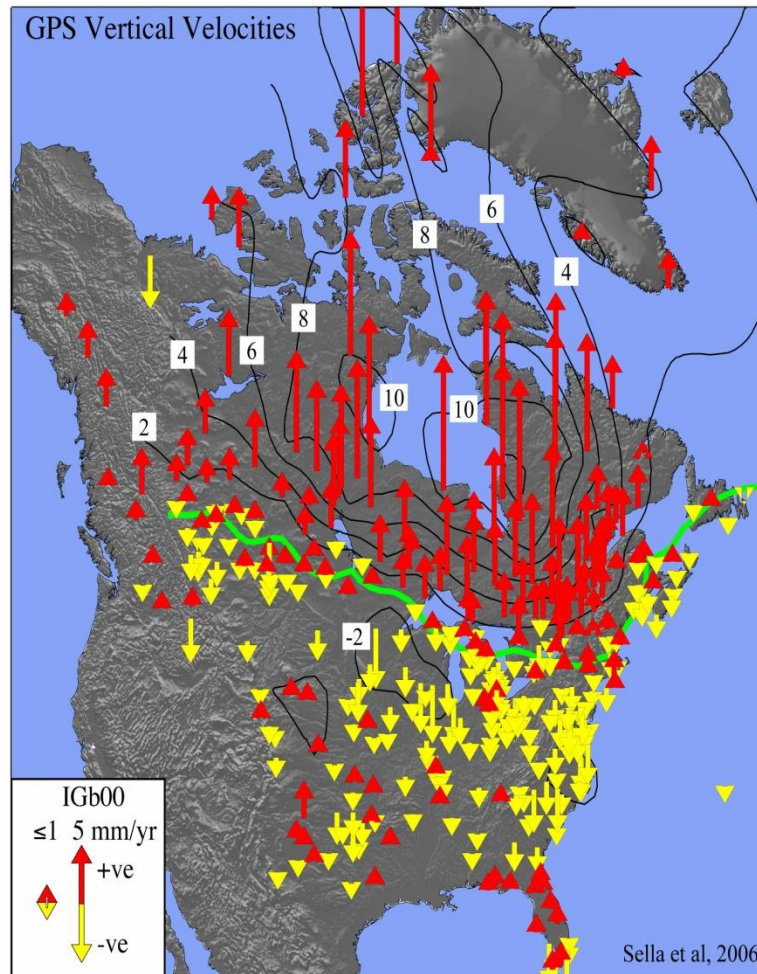 GPS Vertical Velocities
6
8
4
8
6
4
10
10
2
-2
IGb00
≤1 5 mm/yr
+ve
-ve
Sella et al, 2006